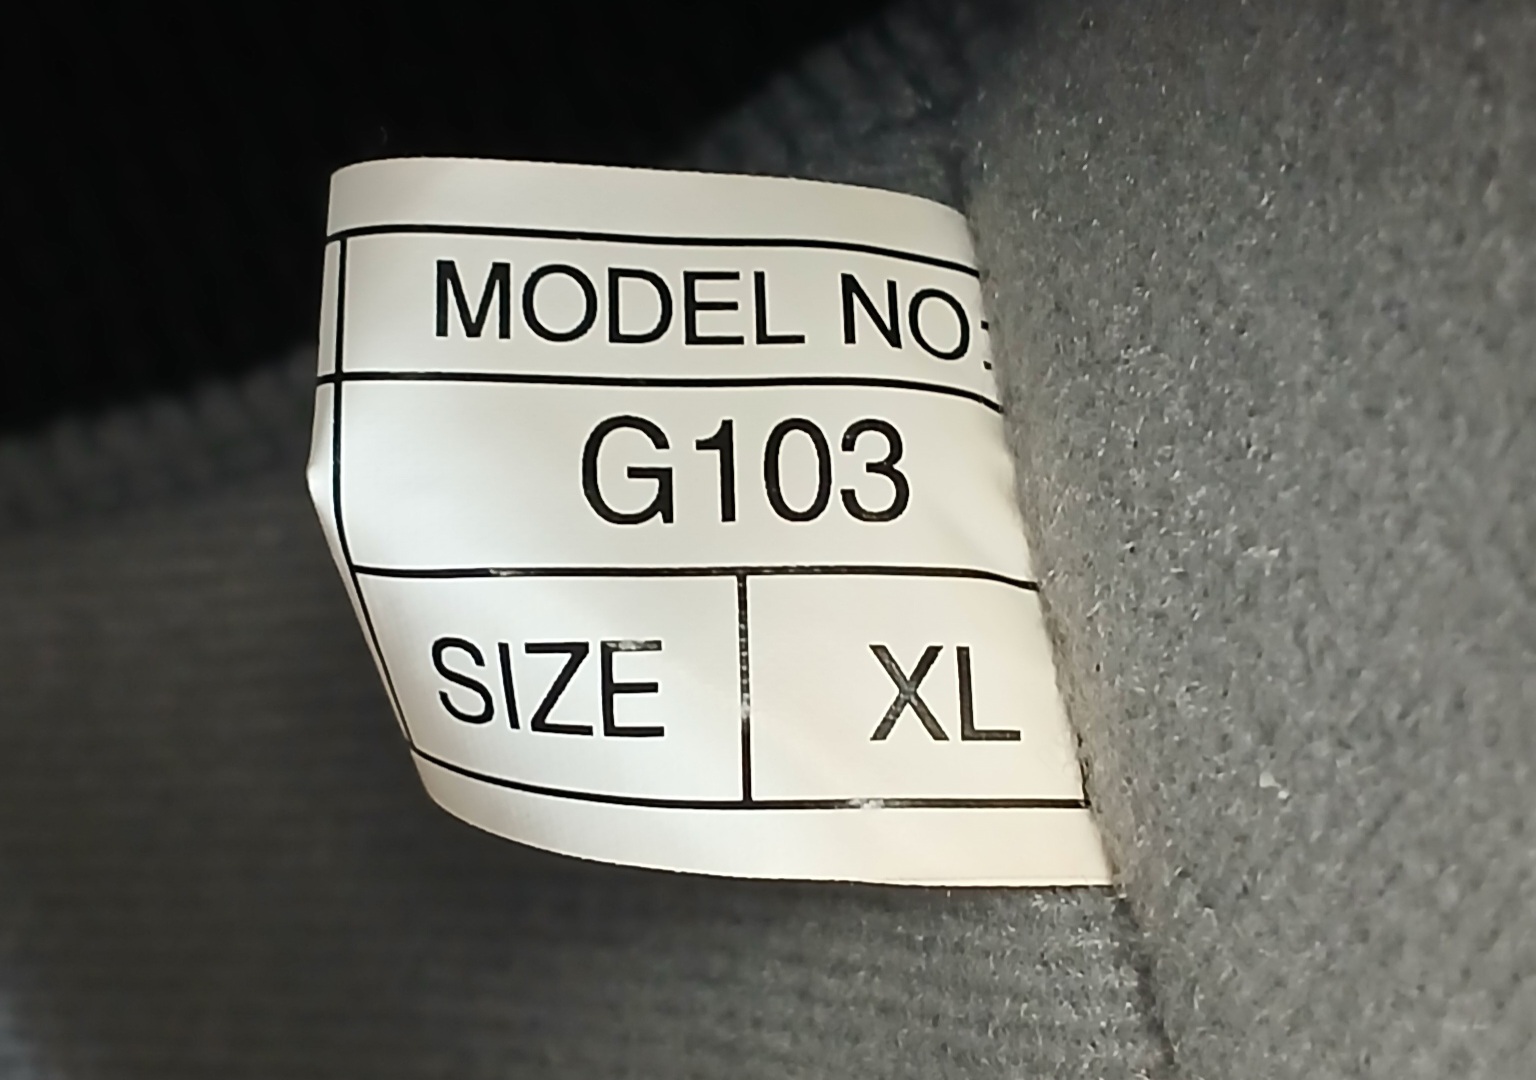 MODEL NO:
G103
SIZE XL